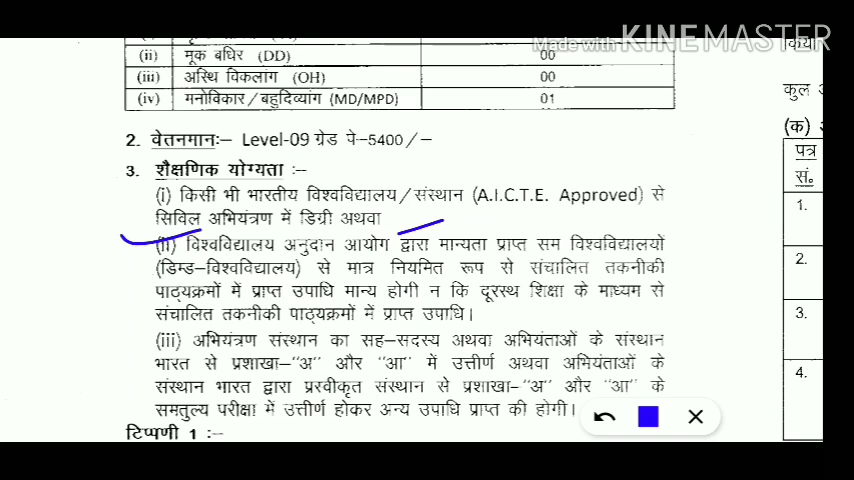 Made with KINEMASTER
(ii) मूक बधिर (DD) 00
(iii) अस्थि विकलांग (OH) 00
(iv) मनोविकार/बहुदिव्यांग (MD/MPD) 01
2. वेतनमानः– Level-09 ग्रेड पे–5400/–
3. शैक्षणिक योग्यता :–
(i) किसी भी भारतीय विश्वविद्यालय/संस्थान (A.I.C.T.E. Approved) से
सिविल अभियंत्रण में डिग्री अथवा
(ii) विश्वविद्यालय अनुदान आयोग द्वारा मान्यता प्राप्त सम विश्वविद्यालयों
(डिम्ड–विश्वविद्यालय) से मात्र नियमित रूप से संचालित तकनीकी
पाठ्यक्रमों में प्राप्त उपाधि मान्य होगी न कि दूरस्थ शिक्षा के माध्यम से
संचालित तकनीकी पाठ्यक्रमों में प्राप्त उपाधि।
(iii) अभियंत्रण संस्थान का सह–सदस्य अथवा अभियंताओं के संस्थान
भारत से प्रशाखा–"अ" और "आ" में उत्तीर्ण अथवा अभियंताओं के
संस्थान भारत द्वारा प्रस्वीकृत संस्थान से प्रशाखा–"अ" और "आ" के
समतुल्य परीक्षा में उत्तीर्ण होकर अन्य उपाधि प्राप्त की होगी।
टिप्पणी 1 :–
किया
कुल
(क)
पत्र
सं०
1.
2.
3.
4.